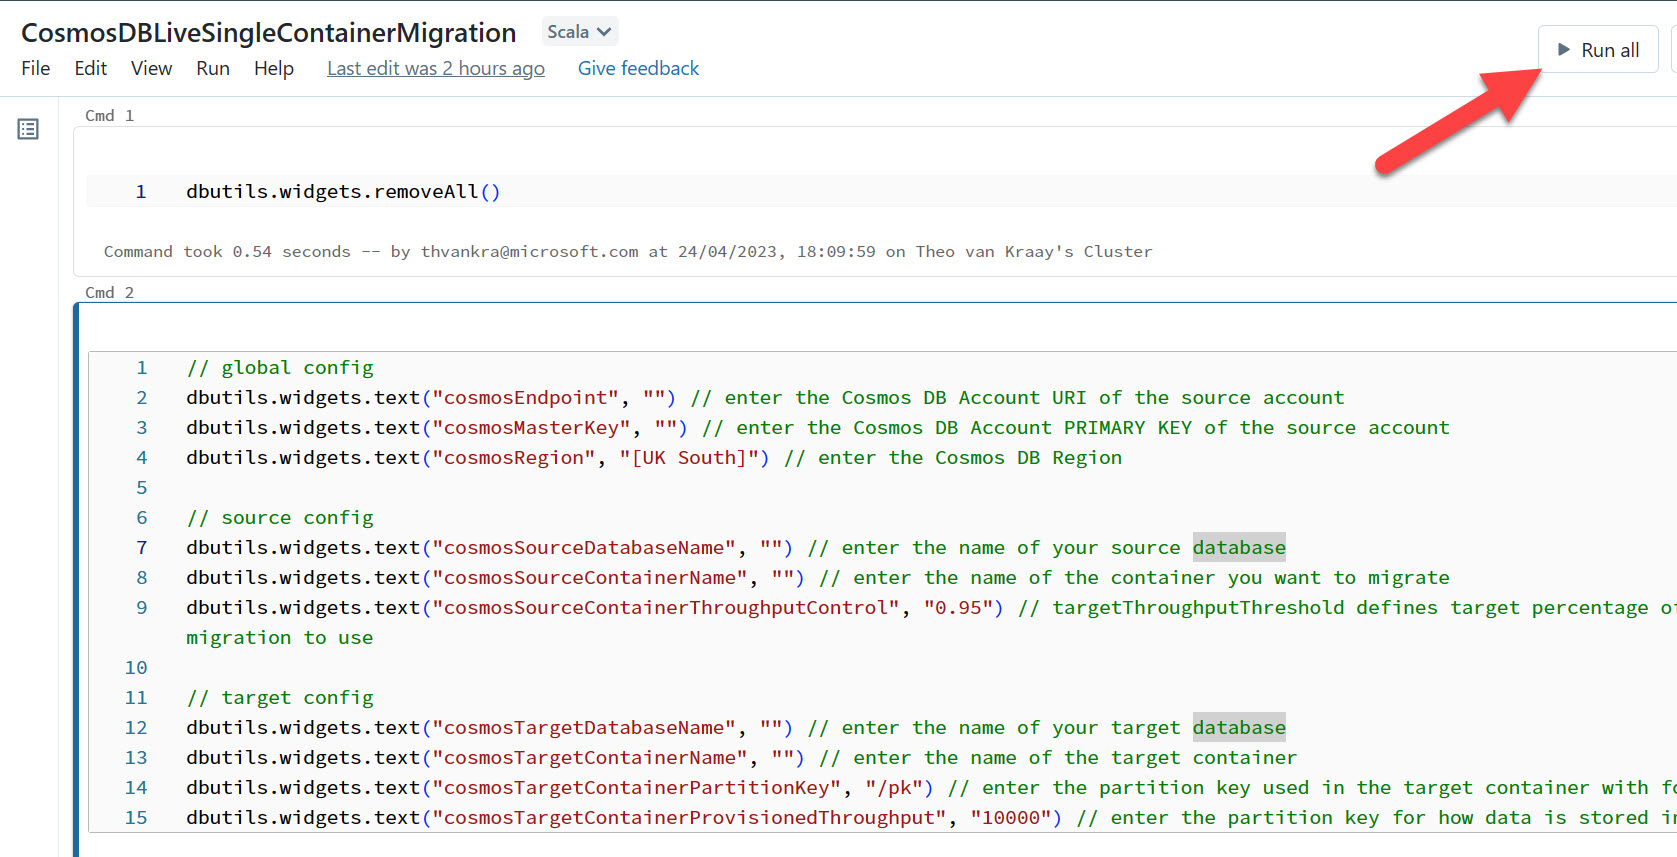 CosmosDBLiveSingleContainerMigration Scala
Run all
File Edit View Run Help Last edit was 2 hours ago Give feedback
Cmd 1
1 dbutils.widgets.removeAll()
Command took 0.54 seconds -- by thvankra@microsoft.com at 24/04/2023, 18:09:59 on Theo van Kraay's Cluster
Cmd 2
1 // global config
2 dbutils.widgets.text("cosmosEndpoint", "") // enter the Cosmos DB Account URI of the source account
3 dbutils.widgets.text("cosmosMasterKey", "") // enter the Cosmos DB Account PRIMARY KEY of the source account
4 dbutils.widgets.text("cosmosRegion", "[UK South]") // enter the Cosmos DB Region
5
6 // source config
7 dbutils.widgets.text("cosmosSourceDatabaseName", "") // enter the name of your source database
8 dbutils.widgets.text("cosmosSourceContainerName", "") // enter the name of the container you want to migrate
9 dbutils.widgets.text("cosmosSourceContainerThroughputControl", "0.95") // targetThroughputThreshold defines target percentage of
migration to use
10
11 // target config
12 dbutils.widgets.text("cosmosTargetDatabaseName", "") // enter the name of your target database
13 dbutils.widgets.text("cosmosTargetContainerName", "") // enter the name of the target container
14 dbutils.widgets.text("cosmosTargetContainerPartitionKey", "/pk") // enter the partition key used in the target container with
15 dbutils.widgets.text("cosmosTargetContainerProvisionedThroughput", "10000") // enter the partition key for how data is stored in